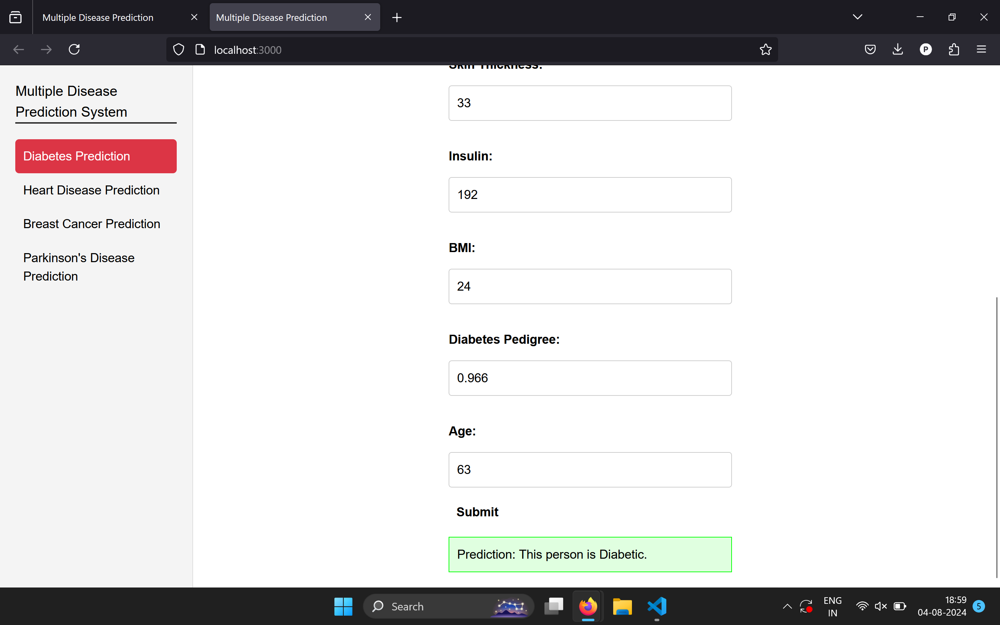 Multiple Disease Prediction
Multiple Disease Prediction
localhost:3000
P
Multiple Disease
Prediction System
Diabetes Prediction
Heart Disease Prediction
Breast Cancer Prediction
Parkinson's Disease
Prediction
Skin Thickness:
33
Insulin:
192
BMI:
24
Diabetes Pedigree:
0.966
Age:
63
Submit
Prediction: This person is Diabetic.
Search
ENG
IN
18:59
04-08-2024
5